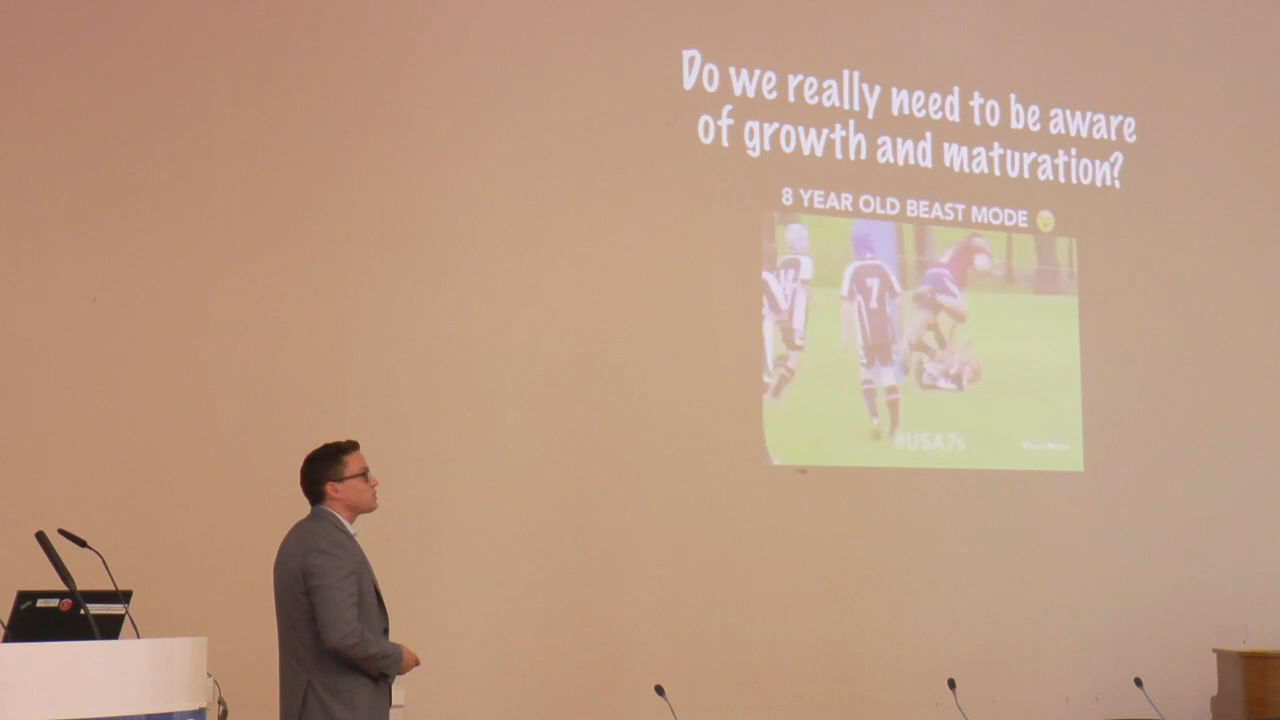 Do we really need to be aware
of growth and maturation?
8 YEAR OLD BEAST MODE
7
#USA7s